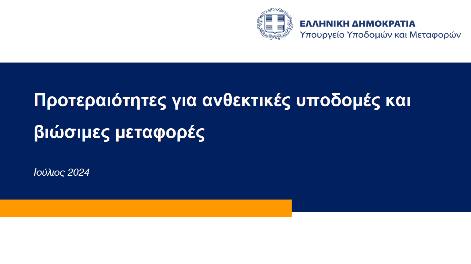 ΕΛΛΗΝΙΚΗ ΔΗΜΟΚΡΑΤΙΑ
Υπουργείο Υποδομών και Μεταφορών
Προτεραιότητες για ανθεκτικές υποδομές και
βιώσιμες μεταφορές
Ιούλιος 2024